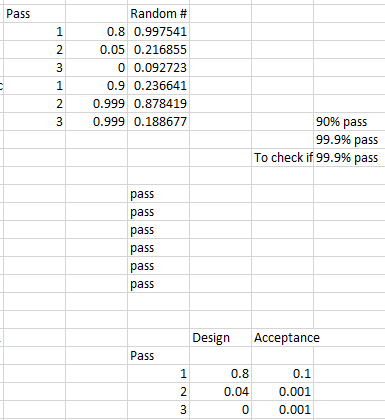 Pass Random #
1 0.8 0.997541
2 0.05 0.216855
3 0 0.092723
1 0.9 0.236641
2 0.999 0.878419
3 0.999 0.188677 90% pass
99.9% pass
To check if 99.9% pass
pass
pass
pass
pass
pass
pass
Design Acceptance
Pass
1 0.8 0.1
2 0.04 0.001
3 0 0.001